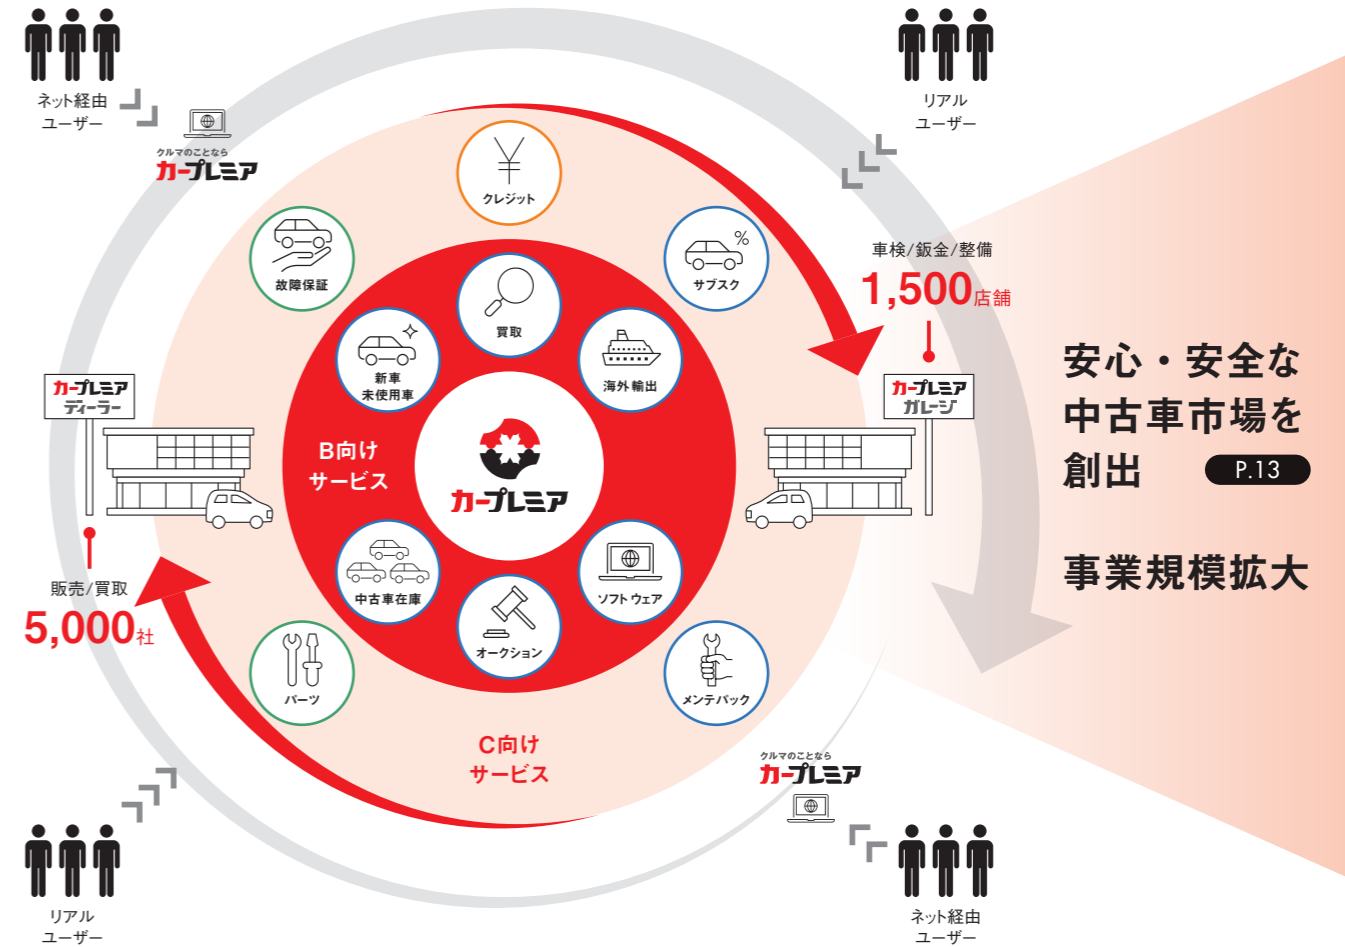 ネット経由
ユーザー
クルマのことなら
カープレミア
リアル
ユーザー
¥
クレジット
故障保証
%
サブスク
車検/鈑金/整備
1,500店舗
買取
新車
未使用車
海外輸出
カープレミア
ディーラー
カープレミア
ガレージ
安心・安全な
中古車市場を
創出
P.13
事業規模拡大
B向け
サービス
カープレミア
販売/買取
5,000社
中古車在庫
オークション
ソフトウェア
パーツ
メンテパック
C向け
サービス
クルマのことなら
カープレミア
リアル
ユーザー
ネット経由
ユーザー